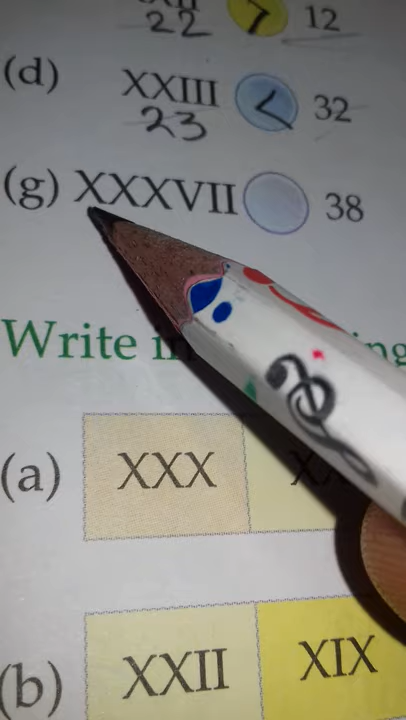 22 > 12
(d) XXIII < 32
23
(g) XXXVII 38
Write
(a) XXX
(b) XXII XIX